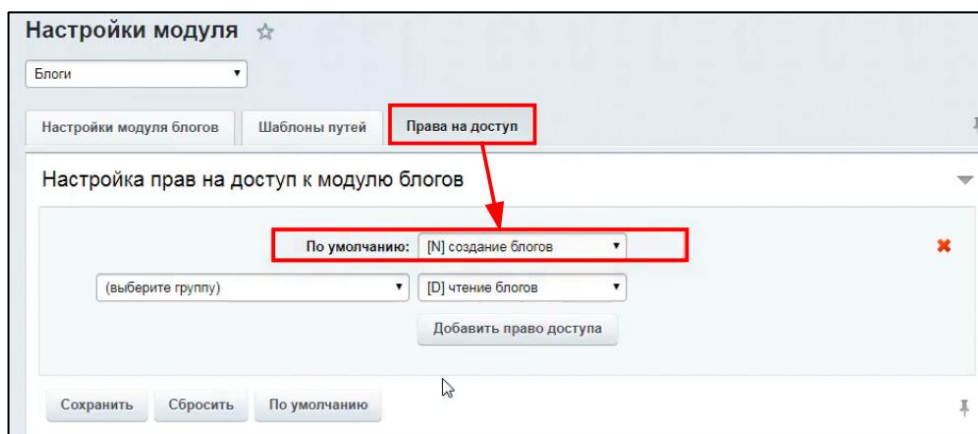 Настройки модуля
Блоги
Настройки модуля блогов Шаблоны путей Права на доступ
Настройка прав на доступ к модулю блогов
По умолчанию: [N] создание блогов
(выберите группу) [D] чтение блогов
Добавить право доступа
Сохранить Сбросить По умолчанию